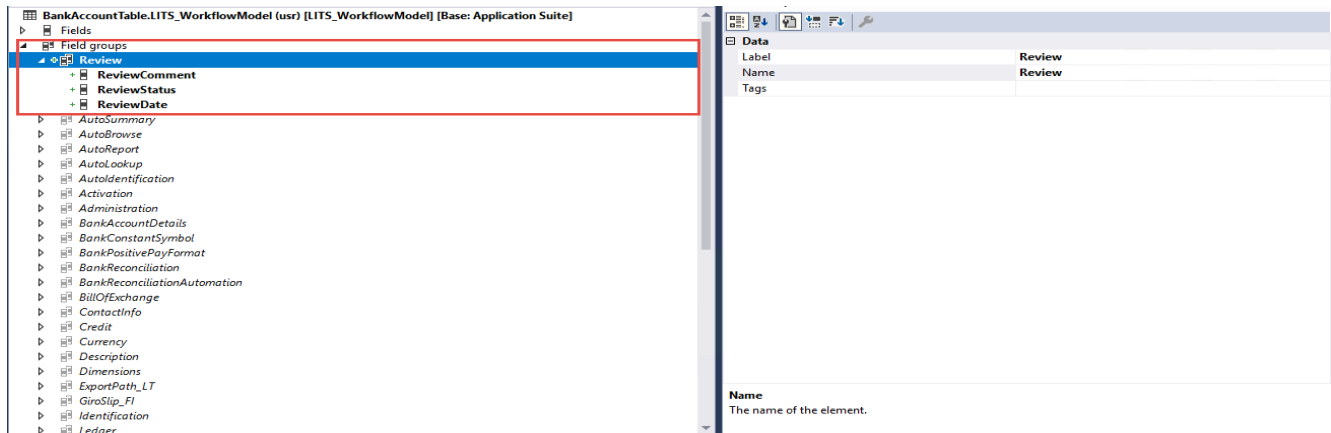 BankAccountTable.LITS_WorkflowModel (usr) [LITS_WorkflowModel] [Base: Application Suite]
Fields
Field groups
Review
ReviewComment
ReviewStatus
ReviewDate
AutoSummary
AutoBrowse
AutoReport
AutoLookup
AutoIdentification
Activation
Administration
BankAccountDetails
BankConstantSymbol
BankPositivePayFormat
BankReconciliation
BankReconciliationAutomation
BillOfExchange
ContactInfo
Credit
Currency
Description
Dimensions
ExportPath_LT
GiroSlip_FI
Identification
Ledger
Data
Label Review
Name Review
Tags
Name
The name of the element.